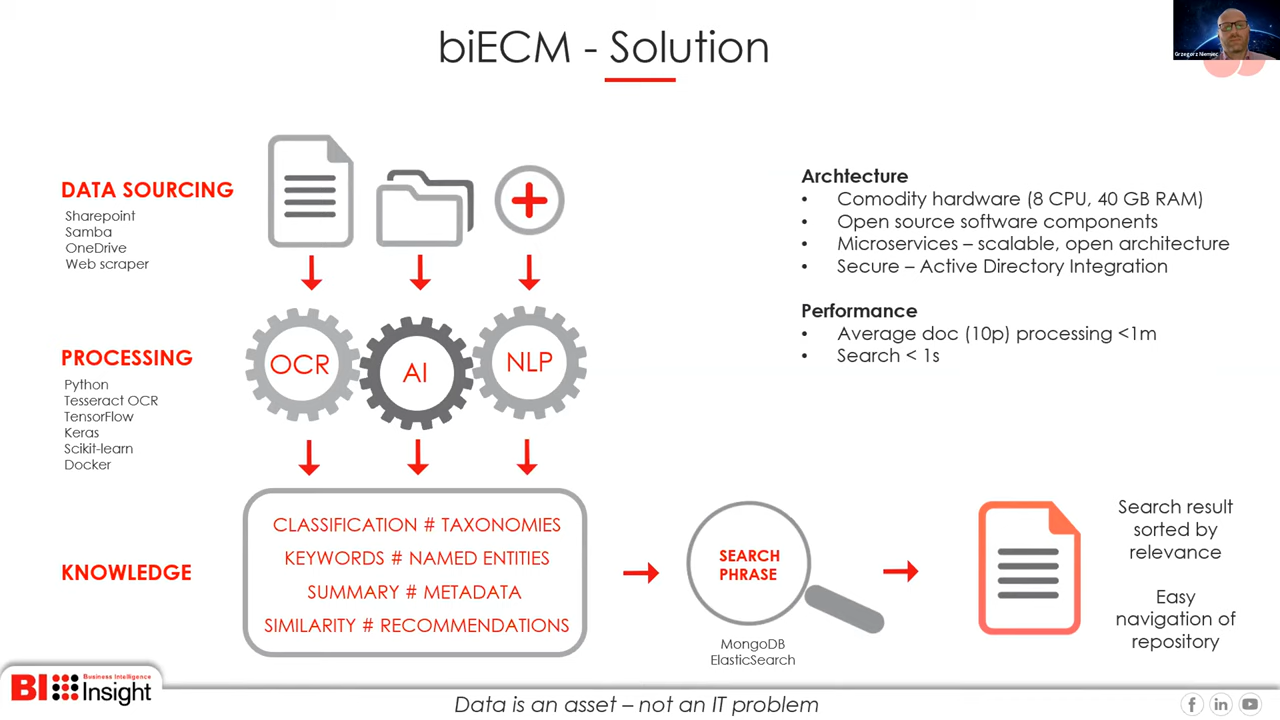 biECM - Solution
Grzegorz Niemiec
DATA SOURCING
Sharepoint
Samba
OneDrive
Web scraper
PROCESSING
Python
Tesseract OCR
TensorFlow
Keras
Scikit-learn
Docker
OCR
AI
NLP
KNOWLEDGE
CLASSIFICATION # TAXONOMIES
KEYWORDS # NAMED ENTITIES
SUMMARY # METADATA
SIMILARITY # RECOMMENDATIONS
SEARCH
PHRASE
MongoDB
ElasticSearch
Archtecture
• Comodity hardware (8 CPU, 40 GB RAM)
• Open source software components
• Microservices – scalable, open architecture
• Secure – Active Directory Integration
Performance
• Average doc (10p) processing <1m
• Search < 1s
Search result
sorted by
relevance
Easy
navigation of
repository
BI Insight
Business Intelligence
Data is an asset – not an IT problem